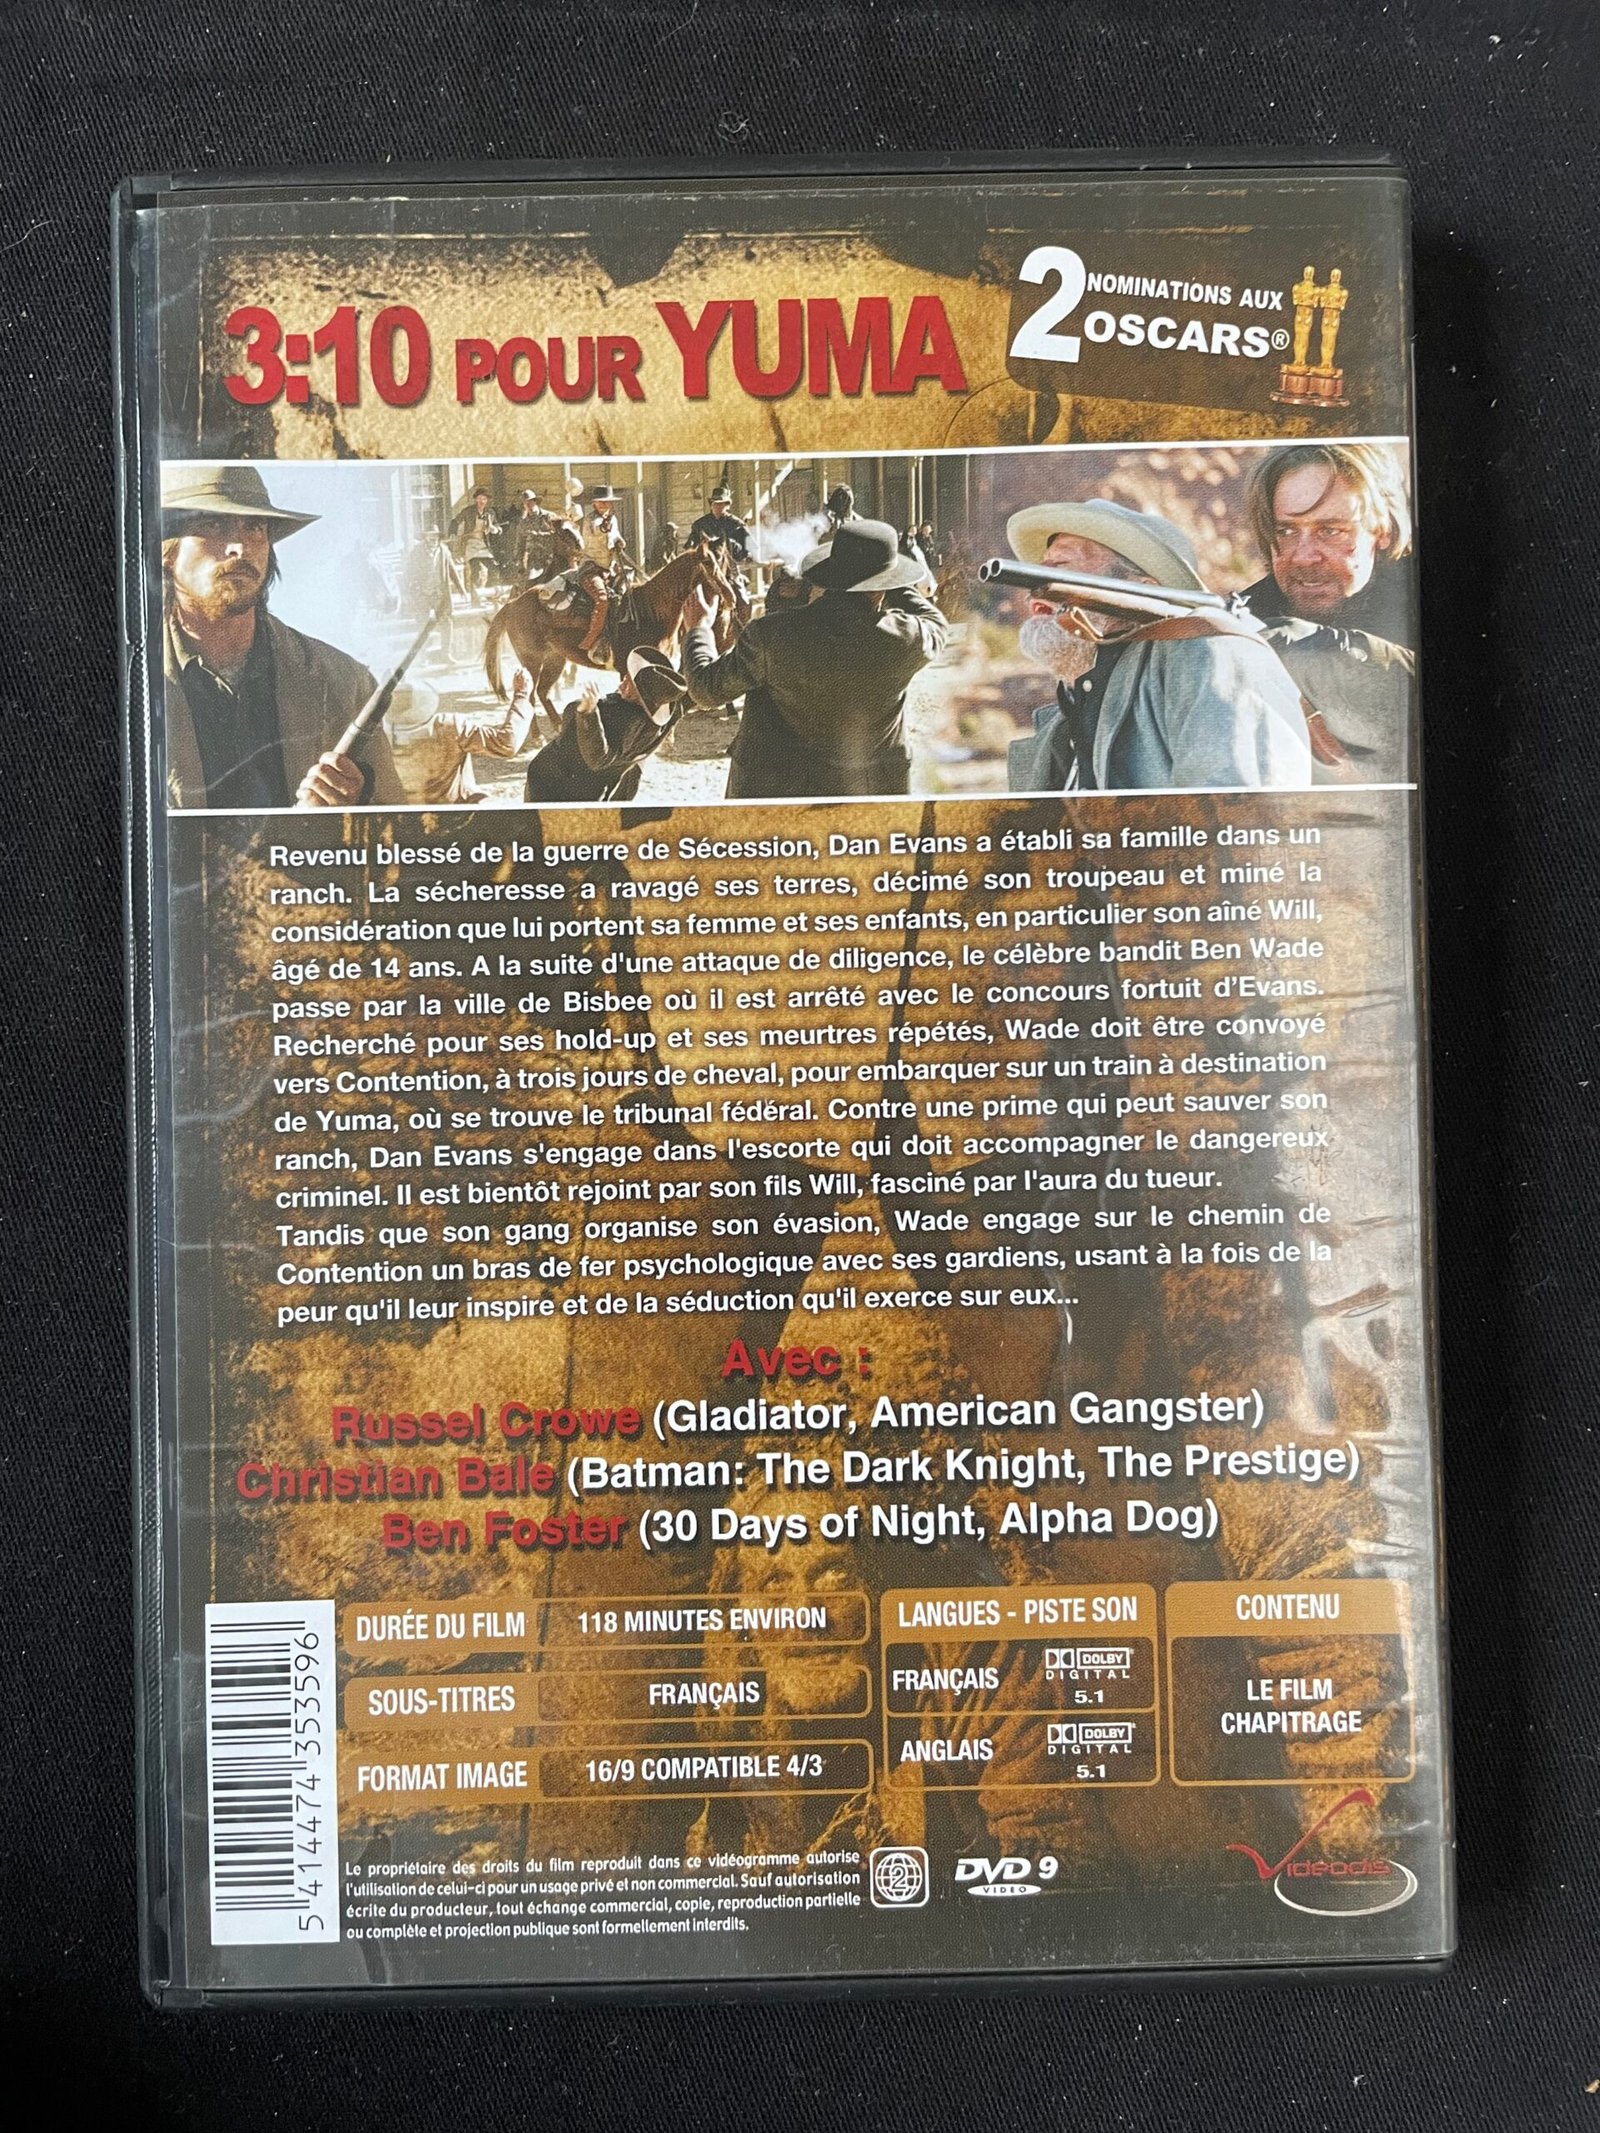 3:10 POUR YUMA
2 NOMINATIONS AUX
OSCARS®
Revenu blessé de la guerre de Sécession, Dan Evans a établi sa famille dans un
ranch. La sécheresse a ravagé ses terres, décimé son troupeau et miné la
considération que lui portent sa femme et ses enfants, en particulier son aîné Will,
âgé de 14 ans. A la suite d'une attaque de diligence, le célèbre bandit Ben Wade
passe par la ville de Bisbee où il est arrêté avec le concours fortuit d'Evans.
Recherché pour ses hold-up et ses meurtres répétés, Wade doit être convoyé
vers Contention, à trois jours de cheval, pour embarquer sur un train à destination
de Yuma, où se trouve le tribunal fédéral. Contre une prime qui peut sauver son
ranch, Dan Evans s'engage dans l'escorte qui doit accompagner le dangereux
criminel. Il est bientôt rejoint par son fils Will, fasciné par l'aura du tueur.
Tandis que son gang organise son évasion, Wade engage sur le chemin de
Contention un bras de fer psychologique avec ses gardiens, usant à la fois de la
peur qu'il leur inspire et de la séduction qu'il exerce sur eux...
Avec :
Russel Crowe (Gladiator, American Gangster)
Christian Bale (Batman: The Dark Knight, The Prestige)
Ben Foster (30 Days of Night, Alpha Dog)
DURÉE DU FILM 118 MINUTES ENVIRON
SOUS-TITRES FRANÇAIS
FORMAT IMAGE 16/9 COMPATIBLE 4/3
LANGUES - PISTE SON
FRANÇAIS DOLBY DIGITAL 5.1
ANGLAIS DOLBY DIGITAL 5.1
CONTENU
LE FILM
CHAPITRAGE
5 414474 353596
Le propriétaire des droits du film reproduit dans ce vidéogramme autorise
l'utilisation de celui-ci pour un usage privé et non commercial. Sauf autorisation
écrite du producteur, tout échange commercial, copie, reproduction partielle
ou complète et projection publique sont formellement interdits.
2
DVD 9
VIDEO
Videodis